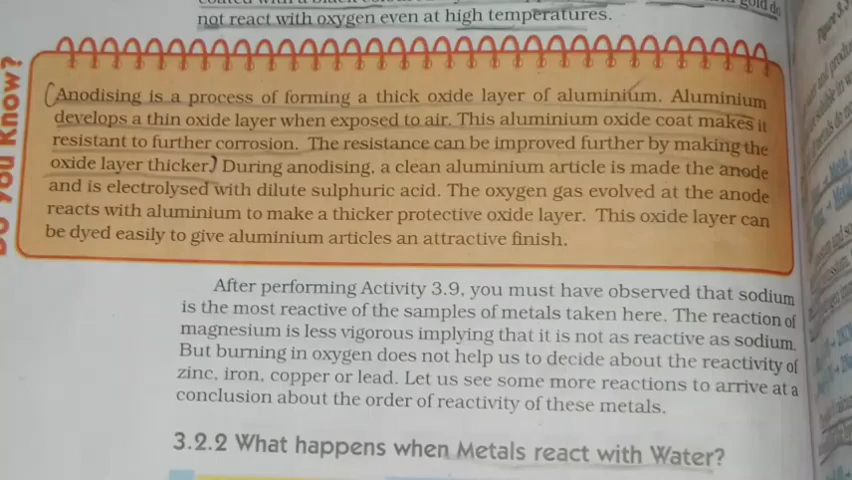 not react with oxygen even at high temperatures.
Do You Know?
Anodising is a process of forming a thick oxide layer of aluminium. Aluminium
develops a thin oxide layer when exposed to air. This aluminium oxide coat makes it
resistant to further corrosion. The resistance can be improved further by making the
oxide layer thicker. During anodising, a clean aluminium article is made the anode
and is electrolysed with dilute sulphuric acid. The oxygen gas evolved at the anode
reacts with aluminium to make a thicker protective oxide layer. This oxide layer can
be dyed easily to give aluminium articles an attractive finish.
After performing Activity 3.9, you must have observed that sodium
is the most reactive of the samples of metals taken here. The reaction of
magnesium is less vigorous implying that it is not as reactive as sodium.
But burning in oxygen does not help us to decide about the reactivity of
zinc, iron, copper or lead. Let us see some more reactions to arrive at a
conclusion about the order of reactivity of these metals.
3.2.2 What happens when Metals react with Water?